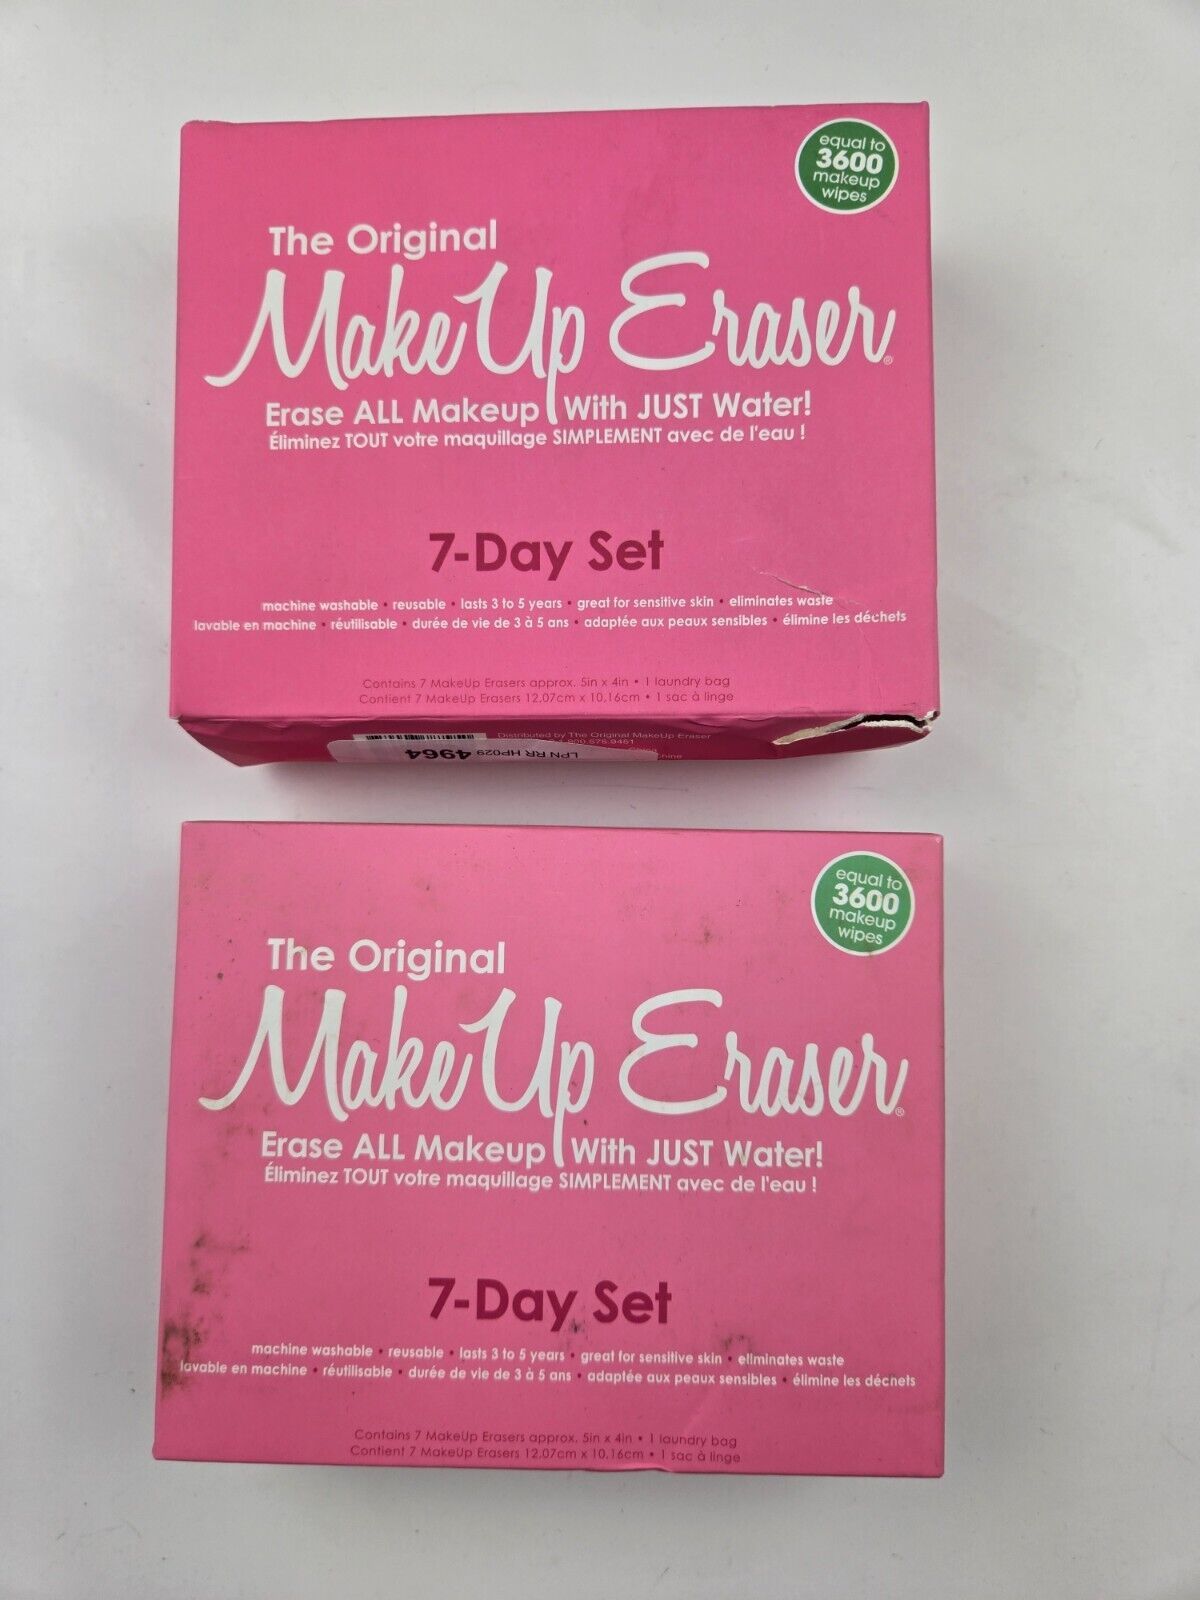 equal to
3600
makeup
wipes
The Original
MakeUp Eraser®
Erase ALL Makeup With JUST Water!
Éliminez TOUT votre maquillage SIMPLEMENT avec de l'eau !
7-Day Set
machine washable • reusable • lasts 3 to 5 years • great for sensitive skin • eliminates waste
lavable en machine • réutilisable • durée de vie de 3 à 5 ans • adaptée aux peaux sensibles • élimine les déchets
Contains 7 MakeUp Erasers approx. 5in x 4in • 1 laundry bag
Contient 7 MakeUp Erasers 12.07cm x 10.16cm • 1 sac à linge
Distributed by The Original MakeUp Eraser
LPN RR HP029 4964
equal to
3600
makeup
wipes
The Original
MakeUp Eraser®
Erase ALL Makeup With JUST Water!
Éliminez TOUT votre maquillage SIMPLEMENT avec de l'eau !
7-Day Set
machine washable • reusable • lasts 3 to 5 years • great for sensitive skin • eliminates waste
lavable en machine • réutilisable • durée de vie de 3 à 5 ans • adaptée aux peaux sensibles • élimine les déchets
Contains 7 MakeUp Erasers approx. 5in x 4in • 1 laundry bag
Contient 7 MakeUp Erasers 12.07cm x 10.16cm • 1 sac à linge